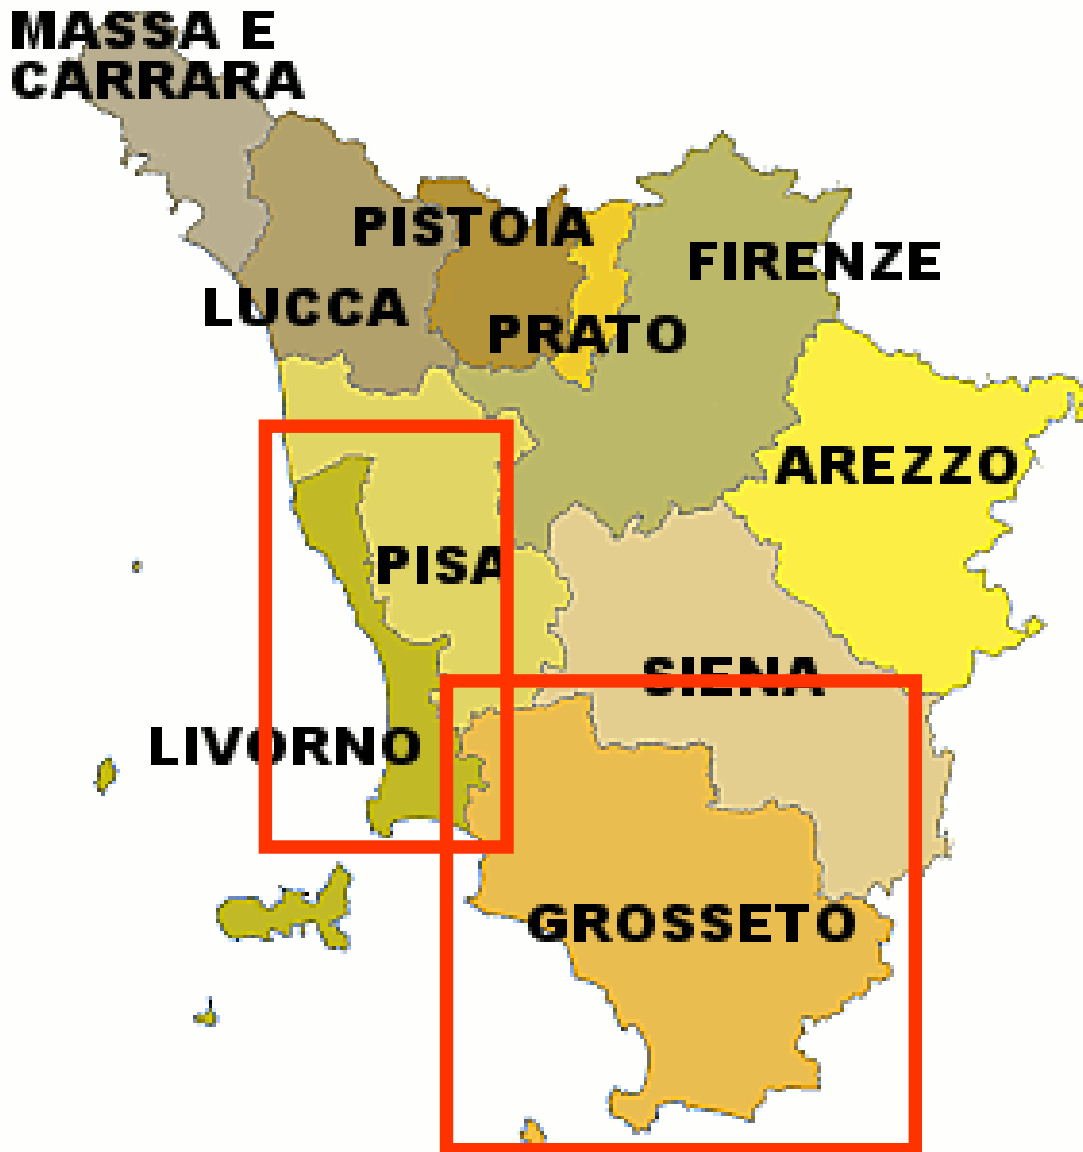 MASSA E
CARRARA
PISTOIA
FIRENZE
LUCCA
PRATO
AREZZO
PISA
SIENA
LIVORNO
GROSSETO